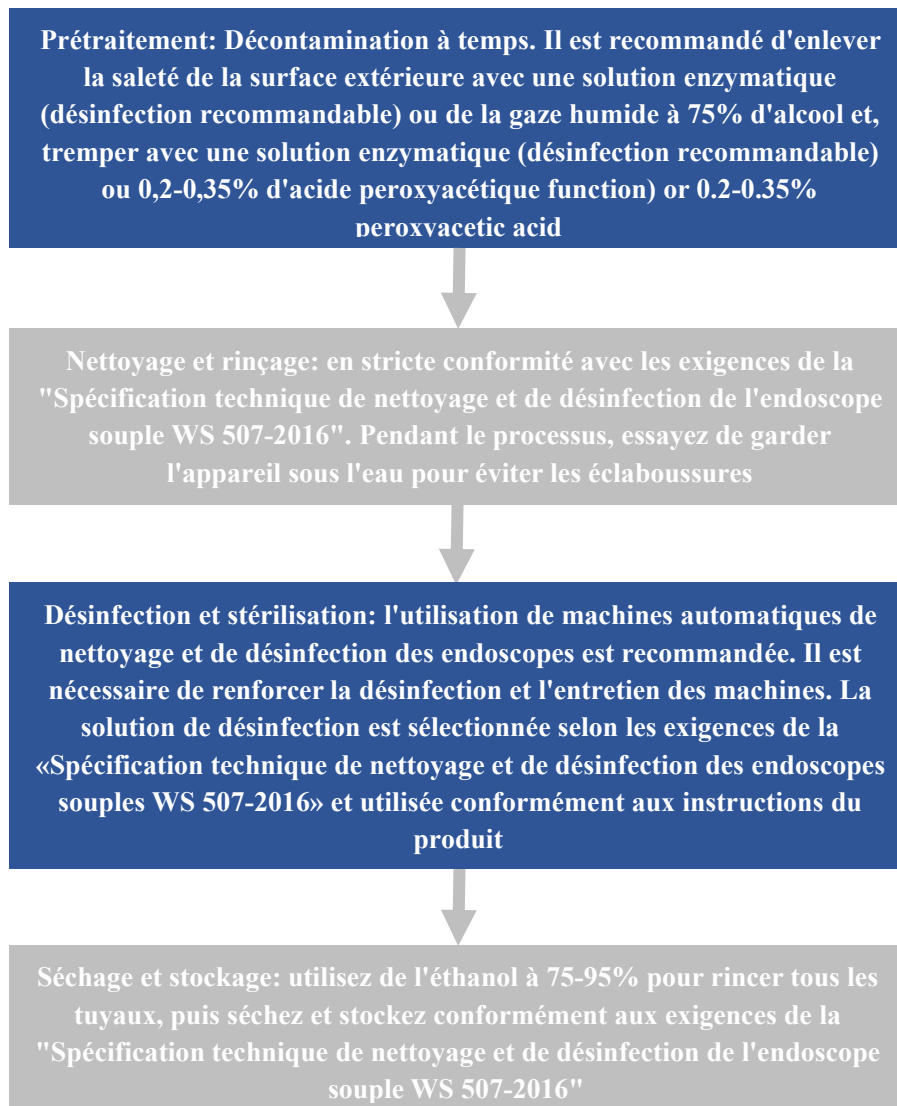 Prétraitement: Décontamination à temps. Il est recommandé d'enlever
la saleté de la surface extérieure avec une solution enzymatique
(désinfection recommandable) ou de la gaze humide à 75% d'alcool et,
tremper avec une solution enzymatique (désinfection recommandable)
ou 0,2-0,35% d'acide peroxyacétique function) or 0.2-0.35%
peroxyacetic acid
Nettoyage et rinçage: en stricte conformité avec les exigences de la
"Spécification technique de nettoyage et de désinfection de l'endoscope
souple WS 507-2016". Pendant le processus, essayez de garder
l'appareil sous l'eau pour éviter les éclaboussures
Désinfection et stérilisation: l'utilisation de machines automatiques de
nettoyage et de désinfection des endoscopes est recommandée. Il est
nécessaire de renforcer la désinfection et l'entretien des machines. La
solution de désinfection est sélectionnée selon les exigences de la
«Spécification technique de nettoyage et de désinfection des endoscopes
souples WS 507-2016» et utilisée conformément aux instructions du
produit
Séchage et stockage: utilisez de l'éthanol à 75-95% pour rincer tous les
tuyaux, puis séchez et stockez conformément aux exigences de la
"Spécification technique de nettoyage et de désinfection de l'endoscope
souple WS 507-2016"